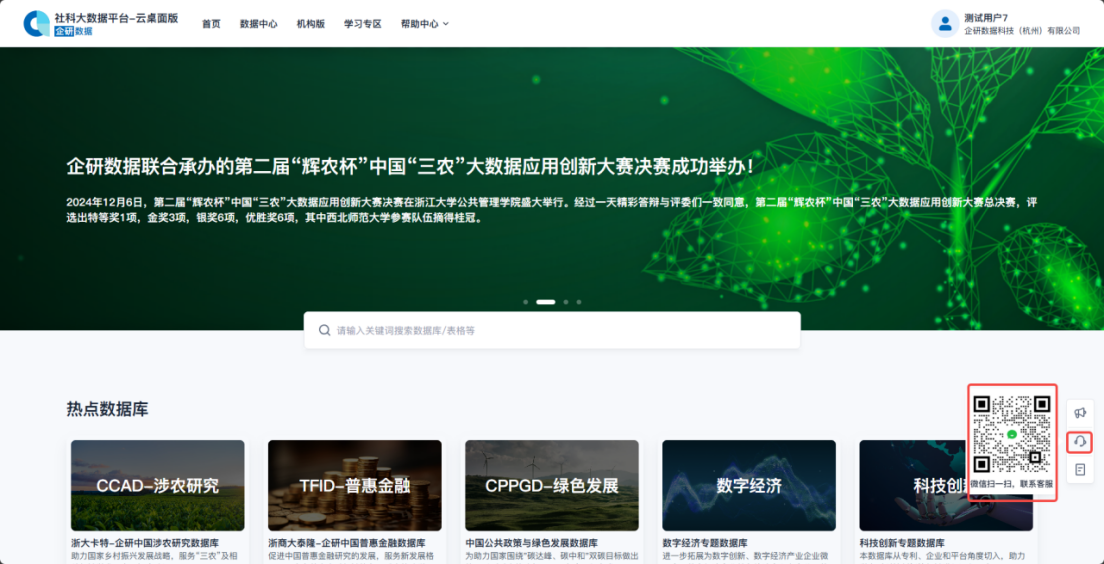 社科大数据平台-云桌面版
企研数据
首页 数据中心 机构版 学习专区 帮助中心
测试用户7
企研数据科技（杭州）有限公司
企研数据联合承办的第二届“辉农杯”中国“三农”大数据应用创新大赛决赛成功举办！
2024年12月6日，第二届“辉农杯”中国“三农”大数据应用创新大赛决赛在浙江大学公共管理学院盛大举行。经过一天精彩答辩与评委们一致同意，第二届“辉农杯”中国“三农”大数据应用创新大赛总决赛，评
选出特等奖1项，金奖3项，银奖6项，优胜奖6项，其中西北师范大学参赛队伍摘得桂冠。
请输入关键词搜索数据库/表格等
热点数据库
CCAD-涉农研究
TFID-普惠金融
CPPGD-绿色发展
数字经济
科技创
微信扫一扫，联系客服
浙大卡特-企研中国涉农研究数据库
助力国家乡村振兴发展战略，服务“三农”及相
浙商大泰隆-企研中国普惠金融数据库
促进中国普惠金融研究的发展，服务新发展格
中国公共政策与绿色发展数据库
为助力国家围绕“碳达峰、碳中和”双碳目标做出
数字经济专题数据库
进一步拓展为数字创新、数字经济产业企业微
科技创新专题数据库
本数据库从专利、企业和平台角度切入，助力